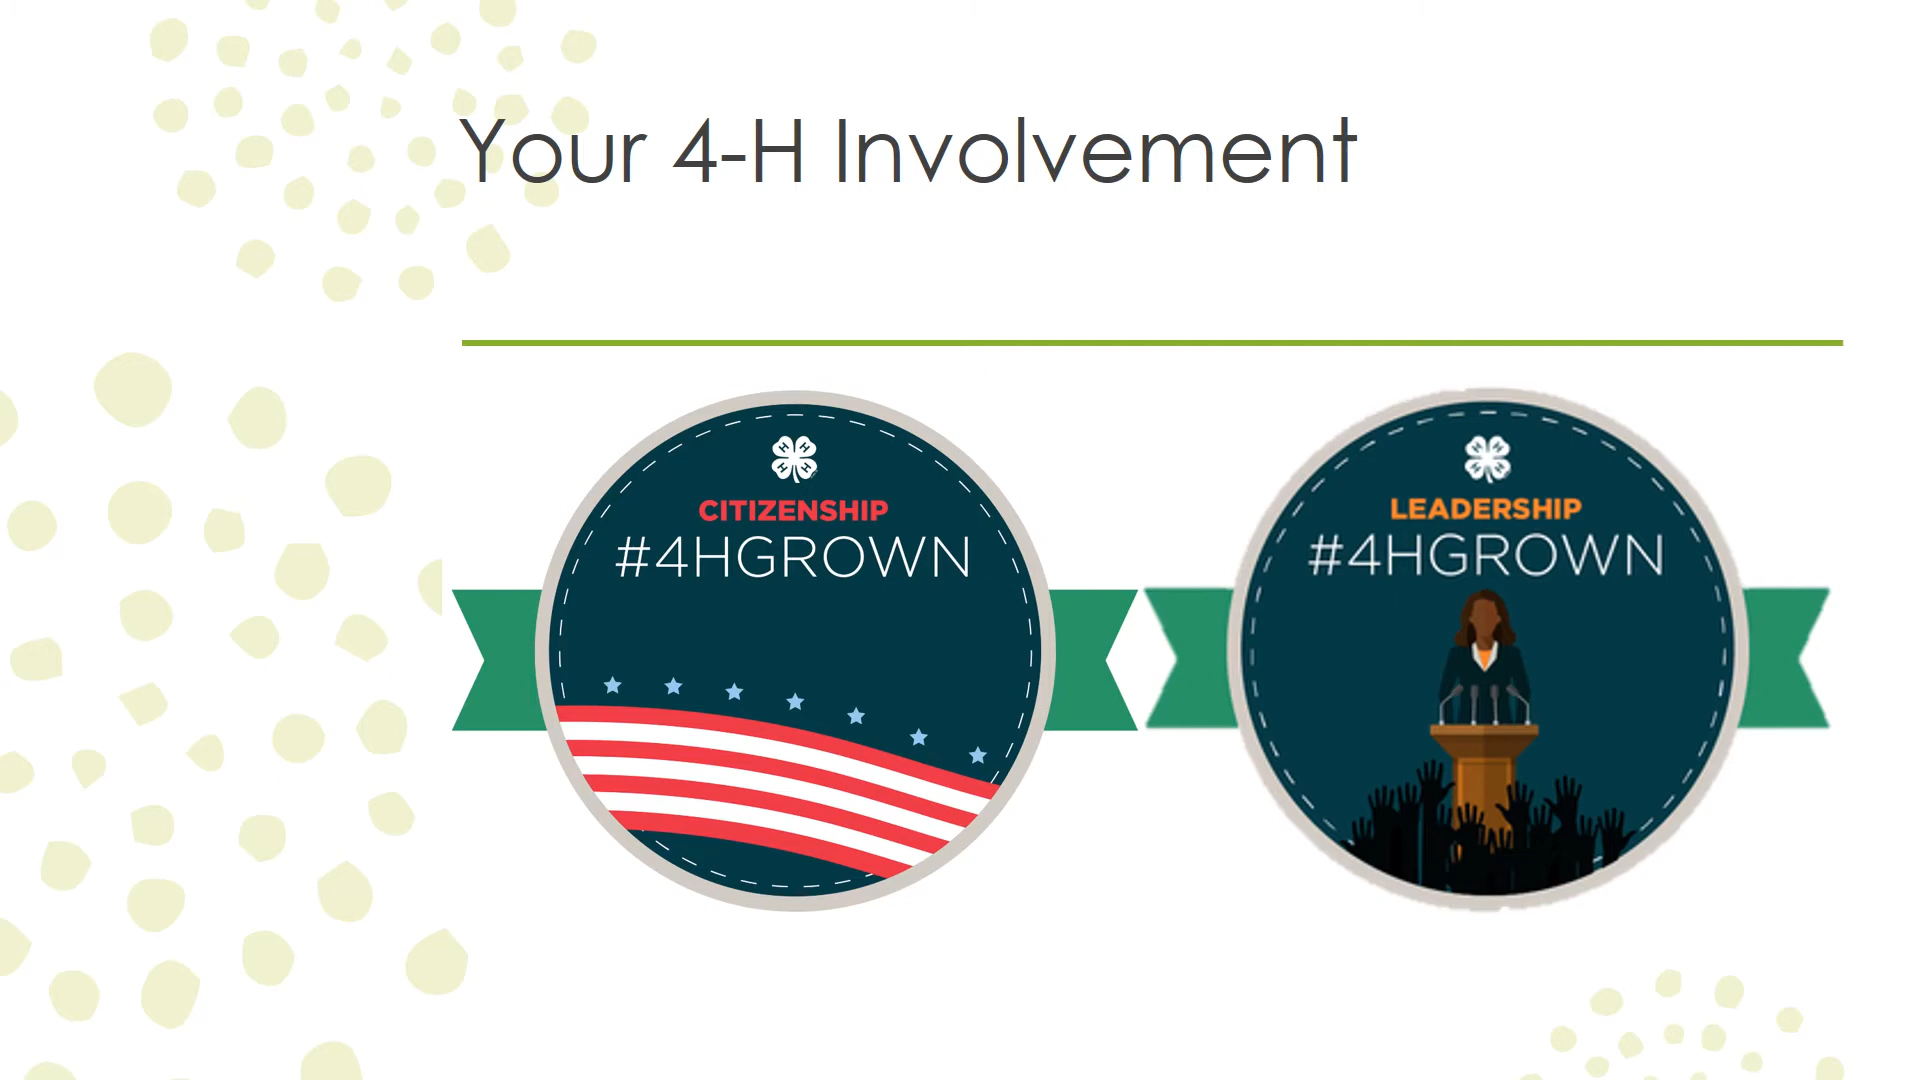 Your 4-H Involvement
CITIZENSHIP
#4HGROWN
LEADERSHIP
#4HGROWN